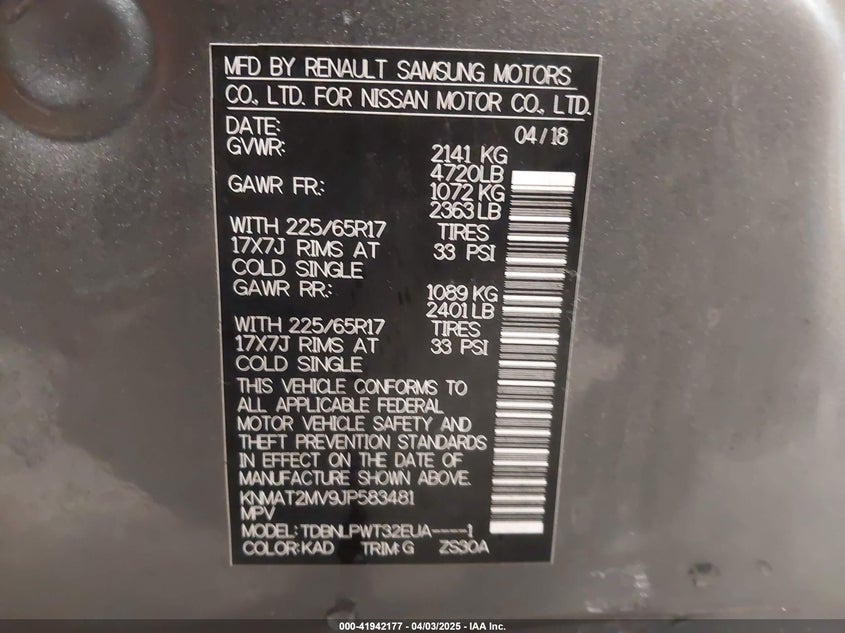 MFD BY RENAULT SAMSUNG MOTORS
CO., LTD. FOR NISSAN MOTOR CO., LTD.
DATE: 04/18
GVWR: 2141 KG
4720LB
GAWR FR.: 1072 KG
2363LB
WITH 225/65R17 TIRES
17X7J RIMS AT 33 PSI
COLD SINGLE
GAWR RR.: 1089 KG
2401LB
WITH 225/65R17 TIRES
17X7J RIMS AT 33 PSI
COLD SINGLE
THIS VEHICLE CONFORMS TO
ALL APPLICABLE FEDERAL
MOTOR VEHICLE SAFETY AND
THEFT PREVENTION STANDARDS
IN EFFECT ON THE DATE OF
MANUFACTURE SHOWN ABOVE.
KNMAT2MV9JP583481
MPV
MODEL: TDBNLPWT32EUA----1
COLOR:KAD TRIM:G ZS30A
000-41942177 - 04/03/2025 - IAA Inc.